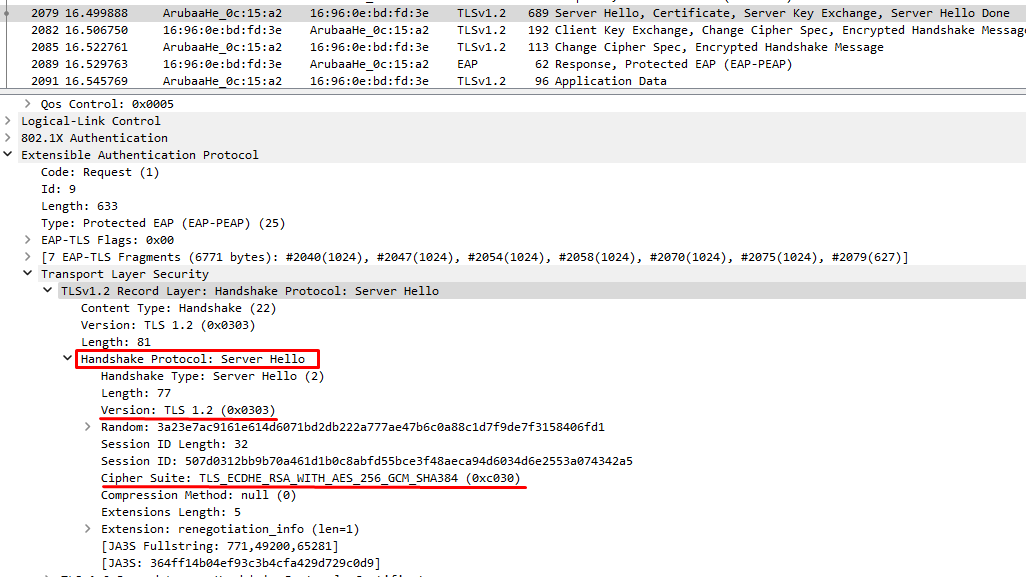 2079 16.499888 ArubaaHe_0c:15:a2 16:96:0e:bd:fd:3e TLSv1.2 689 Server Hello, Certificate, Server Key Exchange, Server Hello Done
2082 16.506750 16:96:0e:bd:fd:3e ArubaaHe_0c:15:a2 TLSv1.2 192 Client Key Exchange, Change Cipher Spec, Encrypted Handshake Message
2085 16.522761 ArubaaHe_0c:15:a2 16:96:0e:bd:fd:3e TLSv1.2 113 Change Cipher Spec, Encrypted Handshake Message
2089 16.529763 16:96:0e:bd:fd:3e ArubaaHe_0c:15:a2 EAP 62 Response, Protected EAP (EAP-PEAP)
2091 16.545769 ArubaaHe_0c:15:a2 16:96:0e:bd:fd:3e TLSv1.2 96 Application Data
Qos Control: 0x0005
Logical-Link Control
802.1X Authentication
Extensible Authentication Protocol
Code: Request (1)
Id: 9
Length: 633
Type: Protected EAP (EAP-PEAP) (25)
EAP-TLS Flags: 0x00
[7 EAP-TLS Fragments (6771 bytes): #2040(1024), #2047(1024), #2054(1024), #2058(1024), #2070(1024), #2075(1024), #2079(627)]
Transport Layer Security
TLSv1.2 Record Layer: Handshake Protocol: Server Hello
Content Type: Handshake (22)
Version: TLS 1.2 (0x0303)
Length: 81
Handshake Protocol: Server Hello
Handshake Type: Server Hello (2)
Length: 77
Version: TLS 1.2 (0x0303)
Random: 3a23e7ac9161e614d6071bd2db222a777ae47b6c0a88c1d7f9de7f3158406fd1
Session ID Length: 32
Session ID: 507d0312bb9b70a461d1b0c8abfd55bce3f48aeca94d6034d6e2553a074342a5
Cipher Suite: TLS_ECDHE_RSA_WITH_AES_256_GCM_SHA384 (0xc030)
Compression Method: null (0)
Extensions Length: 5
Extension: renegotiation_info (len=1)
[JA3S Fullstring: 771,49200,65281]
[JA3S: 364ff14b04ef93c3b4cfa429d729c0d9]